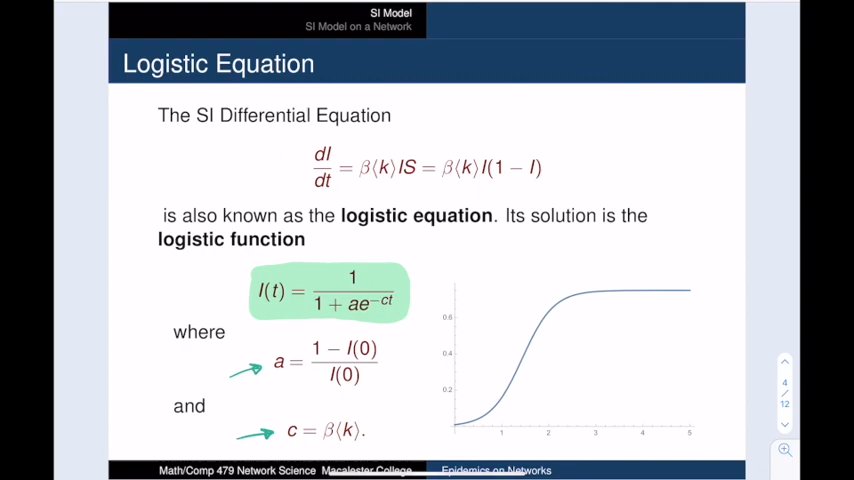 SI Model
SI Model on a Network
Logistic Equation
The SI Differential Equation
dI/dt = β⟨k⟩IS = β⟨k⟩I(1 − I)
is also known as the logistic equation. Its solution is the
logistic function
I(t) = 1/(1 + ae^{−ct})
where
a = (1 − I(0))/I(0)
and
c = β⟨k⟩.
0.6
0.4
0.2
1 2 3 4 5
4
/
12
Math/Comp 479 Network Science Macalester College Epidemics on Networks